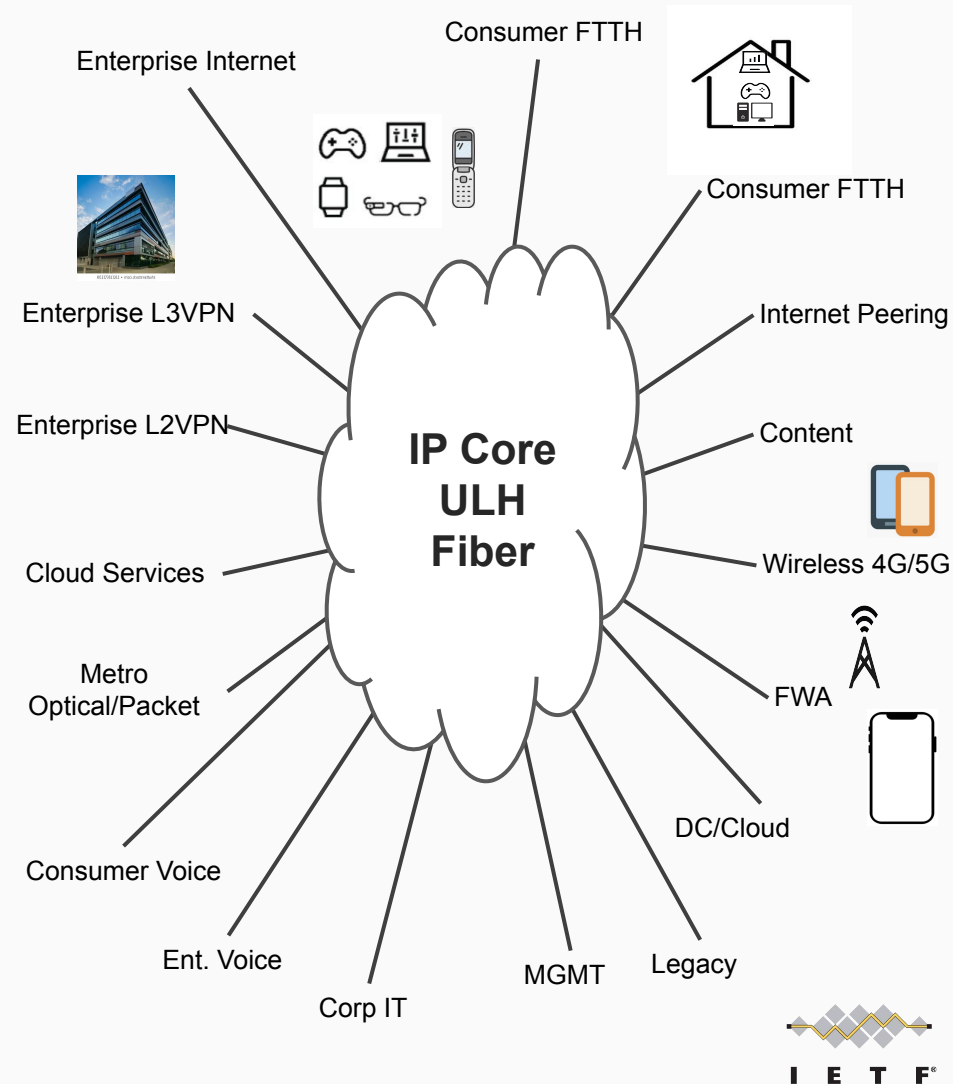 Consumer FTTH
Enterprise Internet
Consumer FTTH
Enterprise L3VPN
Internet Peering
Enterprise L2VPN
Content
IP Core
ULH
Fiber
Cloud Services
Wireless 4G/5G
Metro
Optical/Packet
FWA
DC/Cloud
Consumer Voice
Ent. Voice
MGMT
Legacy
Corp IT
I E T F®